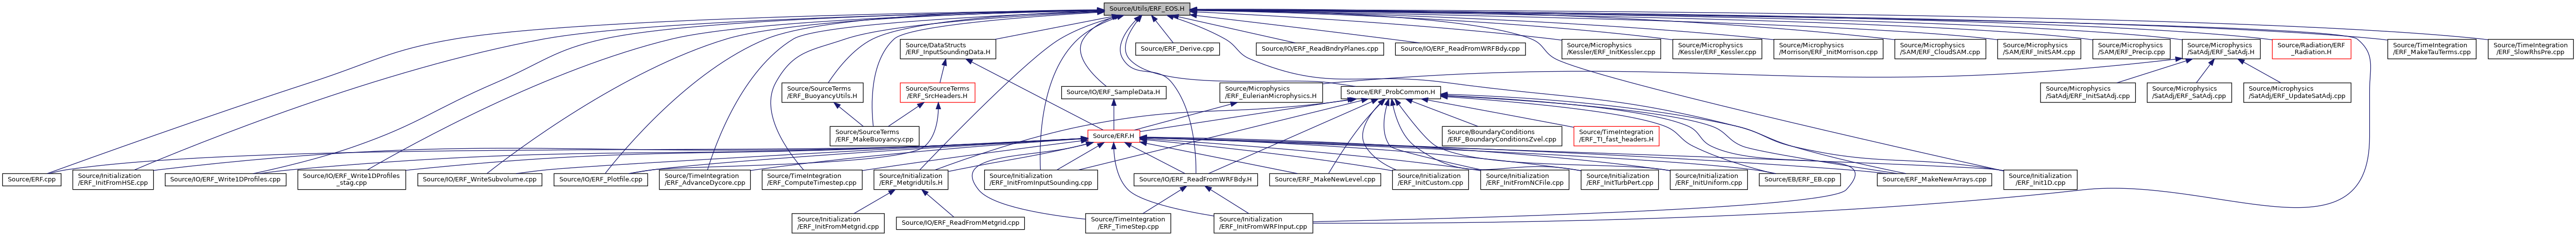 Source/Utils/ERF_EOS.H
Source/DataStructs
/ERF_InputSoundingData.H
Source/ERF_Derive.cpp
Source/IO/ERF_ReadBndryPlanes.cpp
Source/IO/ERF_ReadFromWRFBdy.cpp
Source/Microphysics
/Kessler/ERF_InitKessler.cpp
Source/Microphysics
/Kessler/ERF_Kessler.cpp
Source/Microphysics
/Morrison/ERF_InitMorrison.cpp
Source/Microphysics
/SAM/ERF_CloudSAM.cpp
Source/Microphysics
/SAM/ERF_InitSAM.cpp
Source/Microphysics
/SAM/ERF_Precip.cpp
Source/Microphysics
/SatAdj/ERF_SatAdj.H
Source/Radiation/ERF
_Radiation.H
Source/TimeIntegration
/ERF_MakeTauTerms.cpp
Source/TimeIntegration
/ERF_SlowRhsPre.cpp
Source/SourceTerms
/ERF_BuoyancyUtils.H
Source/SourceTerms
/ERF_SrcHeaders.H
Source/IO/ERF_SampleData.H
Source/Microphysics
/ERF_EulerianMicrophysics.H
Source/ERF_ProbCommon.H
Source/Microphysics
/SatAdj/ERF_InitSatAdj.cpp
Source/Microphysics
/SatAdj/ERF_SatAdj.cpp
Source/Microphysics
/SatAdj/ERF_UpdateSatAdj.cpp
Source/SourceTerms
/ERF_MakeBuoyancy.cpp
Source/ERF.H
Source/BoundaryConditions
/ERF_BoundaryConditionsZvel.cpp
Source/TimeIntegration
/ERF_TI_fast_headers.H
Source/ERF.cpp
Source/Initialization
/ERF_InitFromHSE.cpp
Source/IO/ERF_Write1DProfiles.cpp
Source/IO/ERF_Write1DProfiles
_stag.cpp
Source/IO/ERF_WriteSubvolume.cpp
Source/IO/ERF_Plotfile.cpp
Source/TimeIntegration
/ERF_AdvanceDycore.cpp
Source/TimeIntegration
/ERF_ComputeTimestep.cpp
Source/Initialization
/ERF_MetgridUtils.H
Source/Initialization
/ERF_InitFromInputSounding.cpp
Source/IO/ERF_ReadFromWRFBdy.H
Source/ERF_MakeNewLevel.cpp
Source/Initialization
/ERF_InitCustom.cpp
Source/Initialization
/ERF_InitFromNCFile.cpp
Source/Initialization
/ERF_InitTurbPert.cpp
Source/Initialization
/ERF_InitUniform.cpp
Source/EB/ERF_EB.cpp
Source/ERF_MakeNewArrays.cpp
Source/Initialization
/ERF_Init1D.cpp
Source/Initialization
/ERF_InitFromMetgrid.cpp
Source/IO/ERF_ReadFromMetgrid.cpp
Source/TimeIntegration
/ERF_TimeStep.cpp
Source/Initialization
/ERF_InitFromWRFInput.cpp